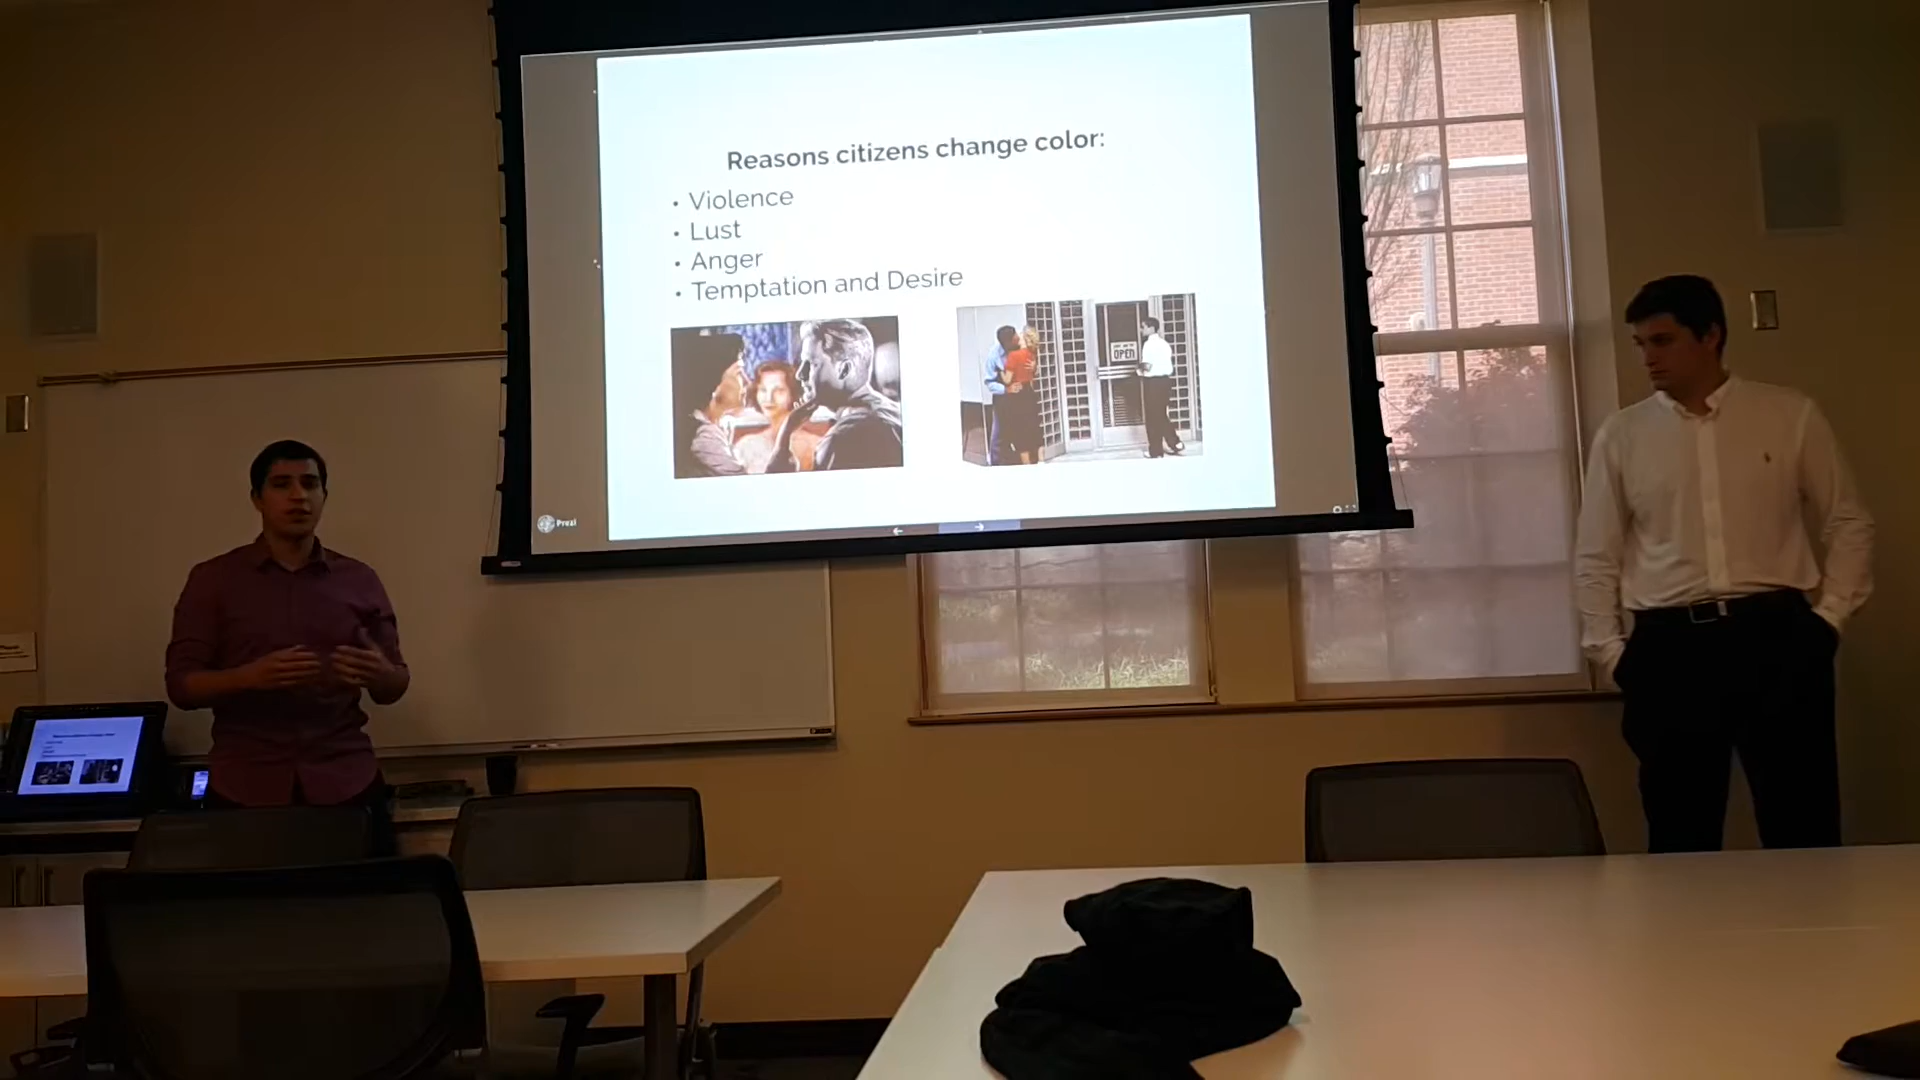 Reasons citizens change color:
• Violence
• Lust
• Anger
• Temptation and Desire
OPEN
Prezi